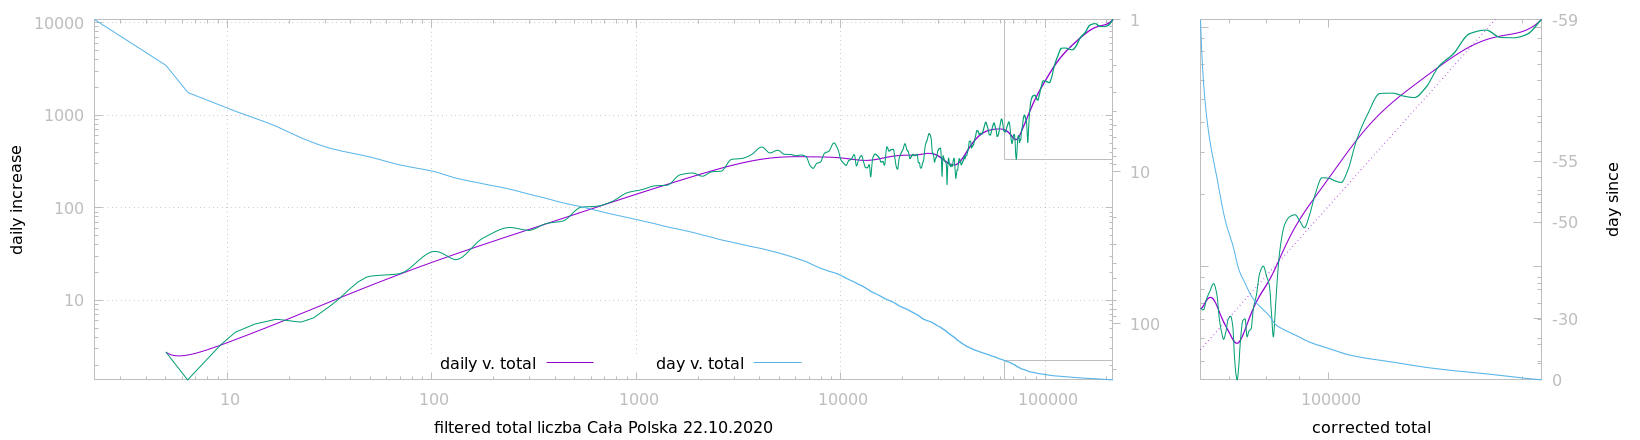 10000
1000
100
10
daily increase
1
10
100
daily v. total
day v. total
10 100 1000 10000 100000
filtered total liczba Cała Polska 22.10.2020
-59
-55
-50
-30
0
day since
100000
corrected total